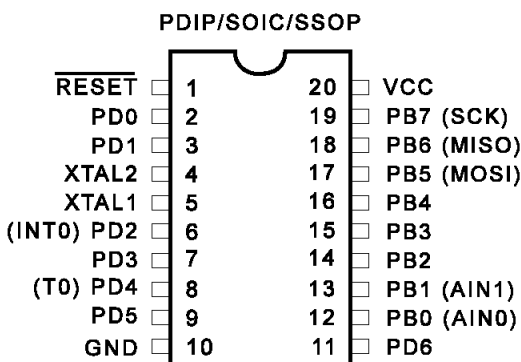 PDIP/SOIC/SSOP
RESET 1 20 VCC
PD0 2 19 PB7 (SCK)
PD1 3 18 PB6 (MISO)
XTAL2 4 17 PB5 (MOSI)
XTAL1 5 16 PB4
(INT0) PD2 6 15 PB3
PD3 7 14 PB2
(T0) PD4 8 13 PB1 (AIN1)
PD5 9 12 PB0 (AIN0)
GND 10 11 PD6